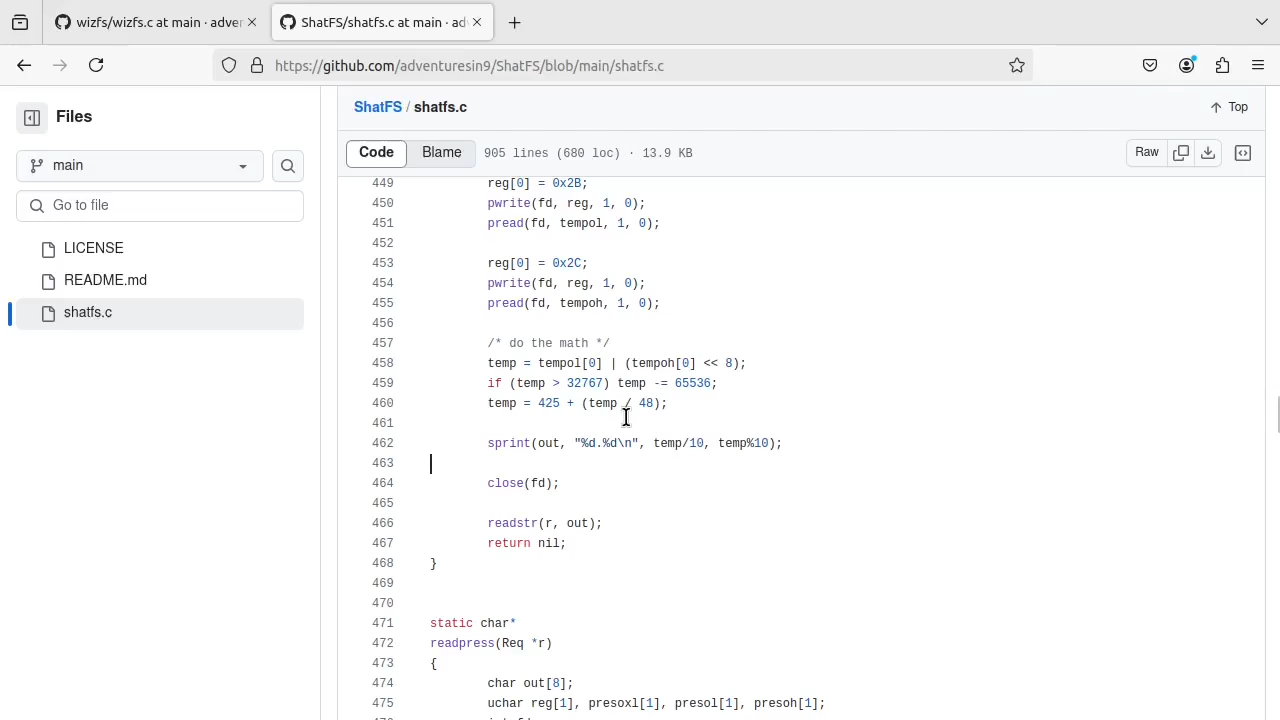 wizfs/wizfs.c at main · adver
ShatFS/shatfs.c at main · adv
https://github.com/adventuresin9/ShatFS/blob/main/shatfs.c
Files
main
Go to file
LICENSE
README.md
shatfs.c
ShatFS / shatfs.c
Top
Code
Blame
905 lines (680 loc) · 13.9 KB
Raw
449 reg[0] = 0x2B;
450 pwrite(fd, reg, 1, 0);
451 pread(fd, tempol, 1, 0);
452
453 reg[0] = 0x2C;
454 pwrite(fd, reg, 1, 0);
455 pread(fd, tempoh, 1, 0);
456
457 /* do the math */
458 temp = tempol[0] | (tempoh[0] << 8);
459 if (temp > 32767) temp -= 65536;
460 temp = 425 + (temp / 48);
461
462 sprint(out, "%d.%d\n", temp/10, temp%10);
463
464 close(fd);
465
466 readstr(r, out);
467 return nil;
468 }
469
470
471 static char*
472 readpress(Req *r)
473 {
474 char out[8];
475 uchar reg[1], presoxl[1], presol[1], presoh[1];